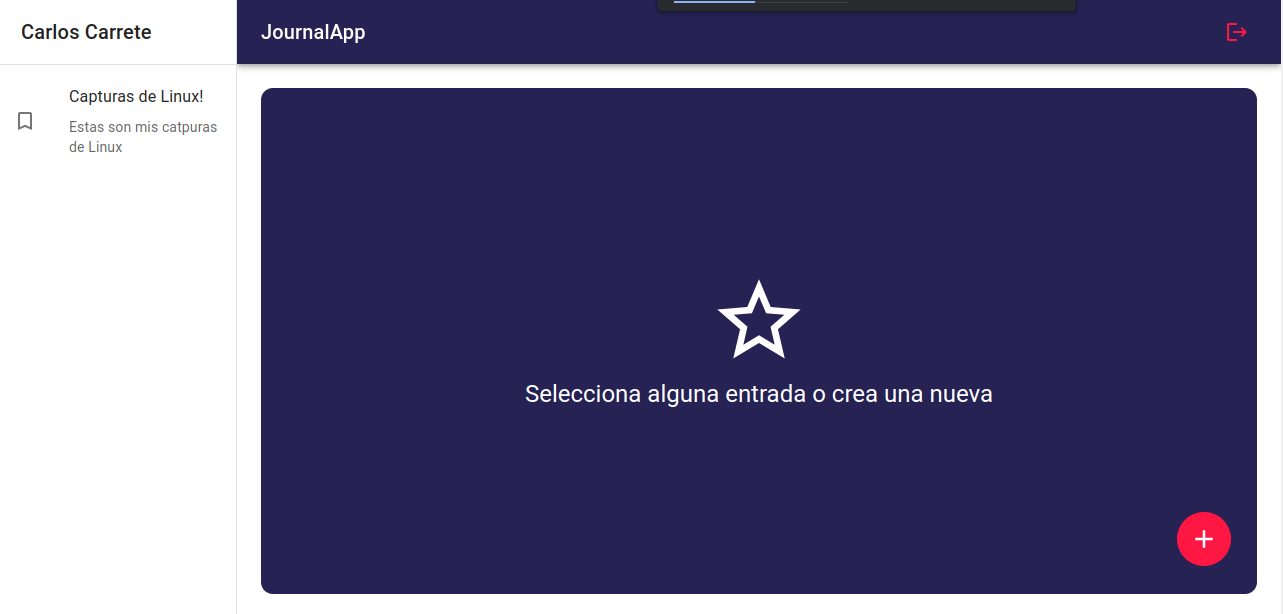 Carlos Carrete
JournalApp
Capturas de Linux!
Estas son mis catpuras
de Linux
Selecciona alguna entrada o crea una nueva